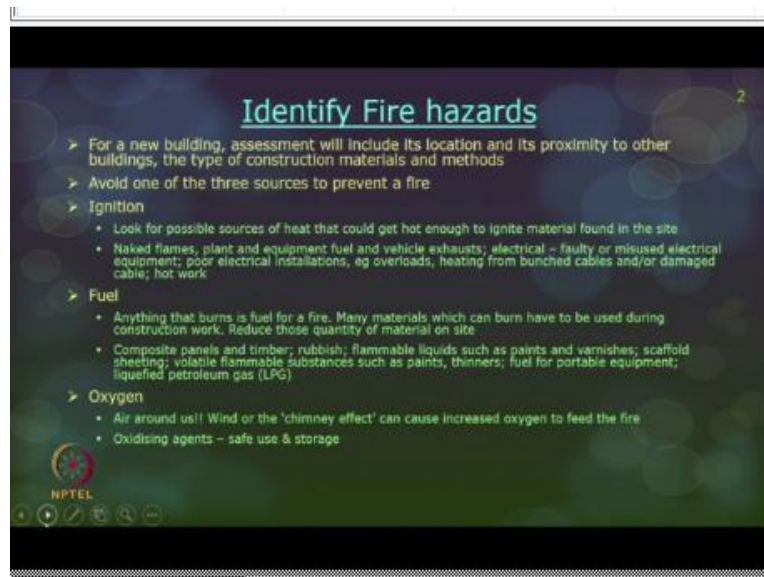 2
Identify Fire hazards
➢ For a new building, assessment will include its location and its proximity to other
buildings, the type of construction materials and methods
➢ Avoid one of the three sources to prevent a fire
➢ Ignition
• Look for possible sources of heat that could get hot enough to ignite material found in the site
• Naked flames, plant and equipment fuel and vehicle exhausts; electrical – faulty or misused electrical
equipment; poor electrical installations, eg overloads, heating from bunched cables and/or damaged
cable; hot work
➢ Fuel
• Anything that burns is fuel for a fire. Many materials which can burn have to be used during
construction work. Reduce those quantity of material on site
• Composite panels and timber; rubbish; flammable liquids such as paints and varnishes; scaffold
sheeting; volatile flammable substances such as paints, thinners; fuel for portable equipment;
liquefied petroleum gas (LPG)
➢ Oxygen
• Air around us!! Wind or the 'chimney effect' can cause increased oxygen to feed the fire
• Oxidising agents – safe use & storage
NPTEL